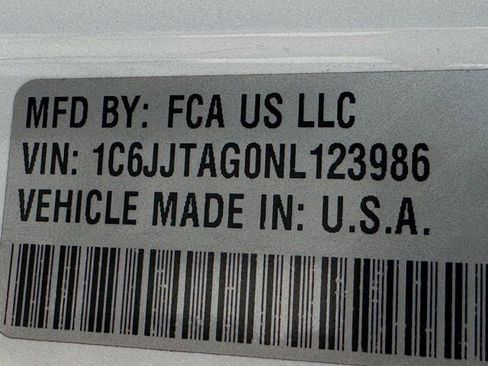 MFD BY: FCA US LLC
VIN: 1C6JJTAG0NL123986
VEHICLE MADE IN: U.S.A.